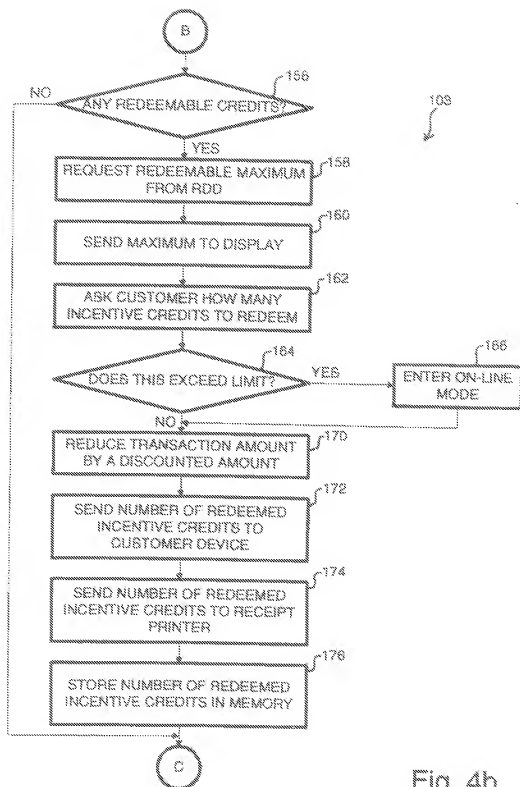 B
156
ANY REDEEMABLE CREDITS?
NO
103
YES
158
REQUEST REDEEMABLE MAXIMUM
FROM RDD
160
SEND MAXIMUM TO DISPLAY
162
ASK CUSTOMER HOW MANY
INCENTIVE CREDITS TO REDEEM
164
DOES THIS EXCEED LIMIT?
YES
166
ENTER ON-LINE
MODE
NO
170
REDUCE TRANSACTION AMOUNT
BY A DISCOUNTED AMOUNT
172
SEND NUMBER OF REDEEMED
INCENTIVE CREDITS TO
CUSTOMER DEVICE
174
SEND NUMBER OF REDEEMED
INCENTIVE CREDITS TO RECEIPT
PRINTER
176
STORE NUMBER OF REDEEMED
INCENTIVE CREDITS IN MEMORY
C
Fig. 4b